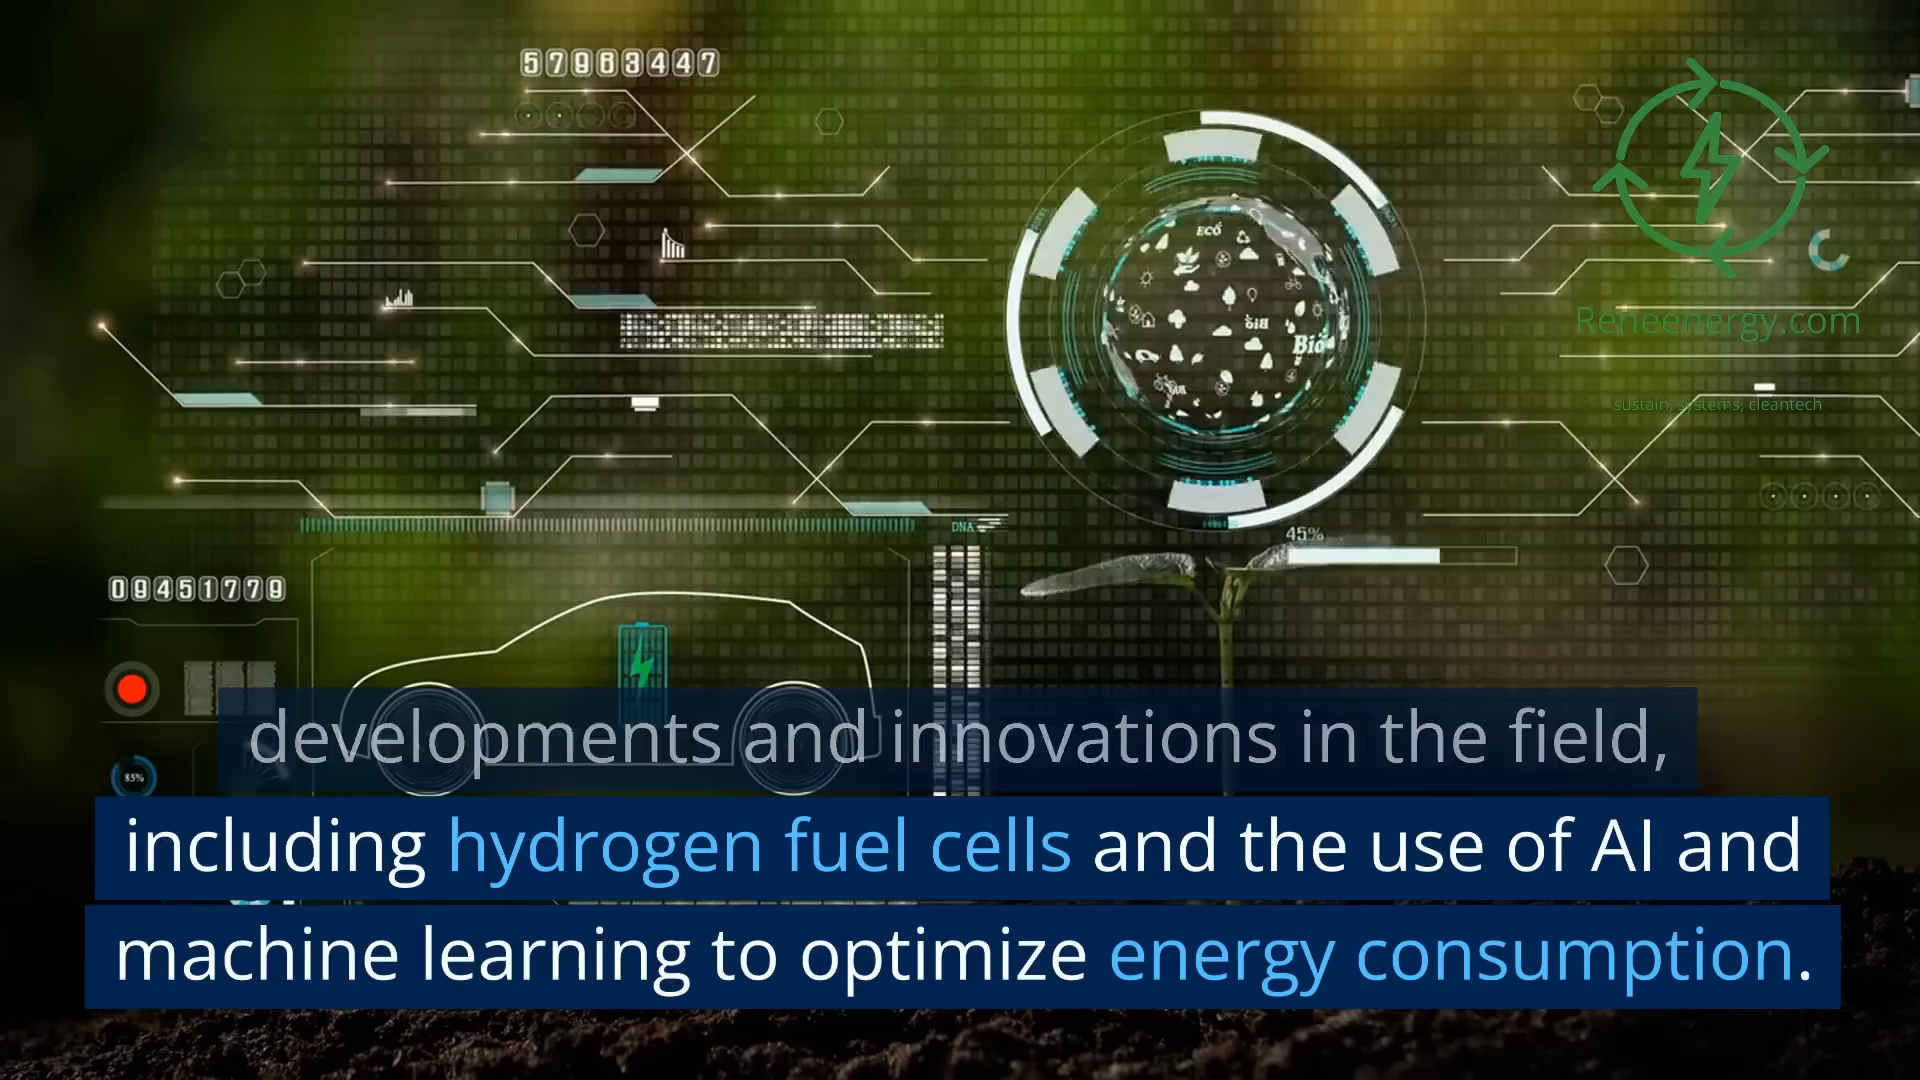 57963447
ECO
Bio
Bio
Reneenergy.com
sustain, systems, cleantech
DNA
45%
09451779
85%
developments and innovations in the field,
including hydrogen fuel cells and the use of AI and
machine learning to optimize energy consumption.